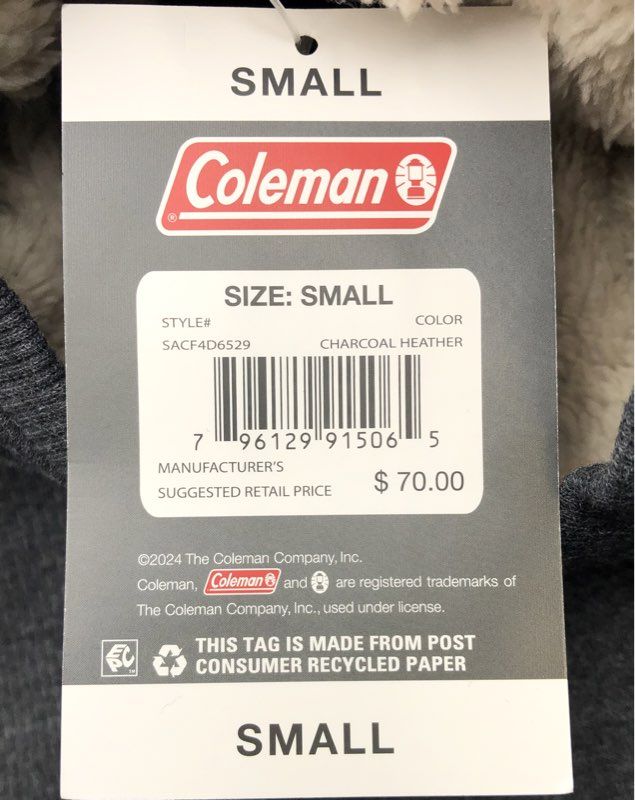 SMALL
Coleman
®
SIZE: SMALL
STYLE# COLOR
SACF4D6529 CHARCOAL HEATHER
7 96129 91506 5
MANUFACTURER'S
SUGGESTED RETAIL PRICE $ 70.00
©2024 The Coleman Company, Inc.
Coleman, Coleman and are registered trademarks of
The Coleman Company, Inc., used under license.
THIS TAG IS MADE FROM POST
CONSUMER RECYCLED PAPER
SMALL